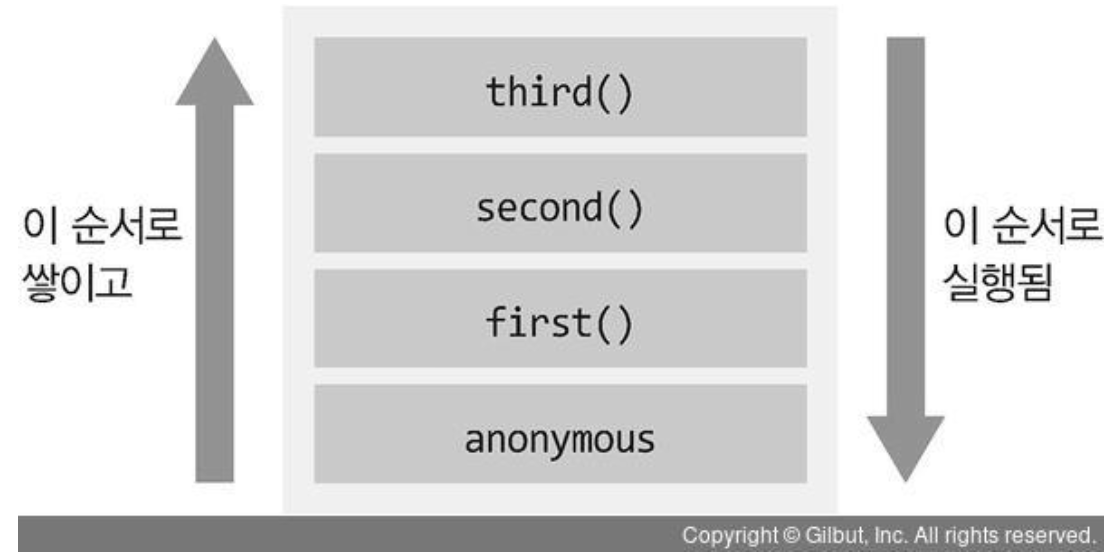 third()
second()
이 순서로
쌓이고
이 순서로
실행됨
first()
anonymous
Copyright © Gilbut, Inc. All rights reserved.